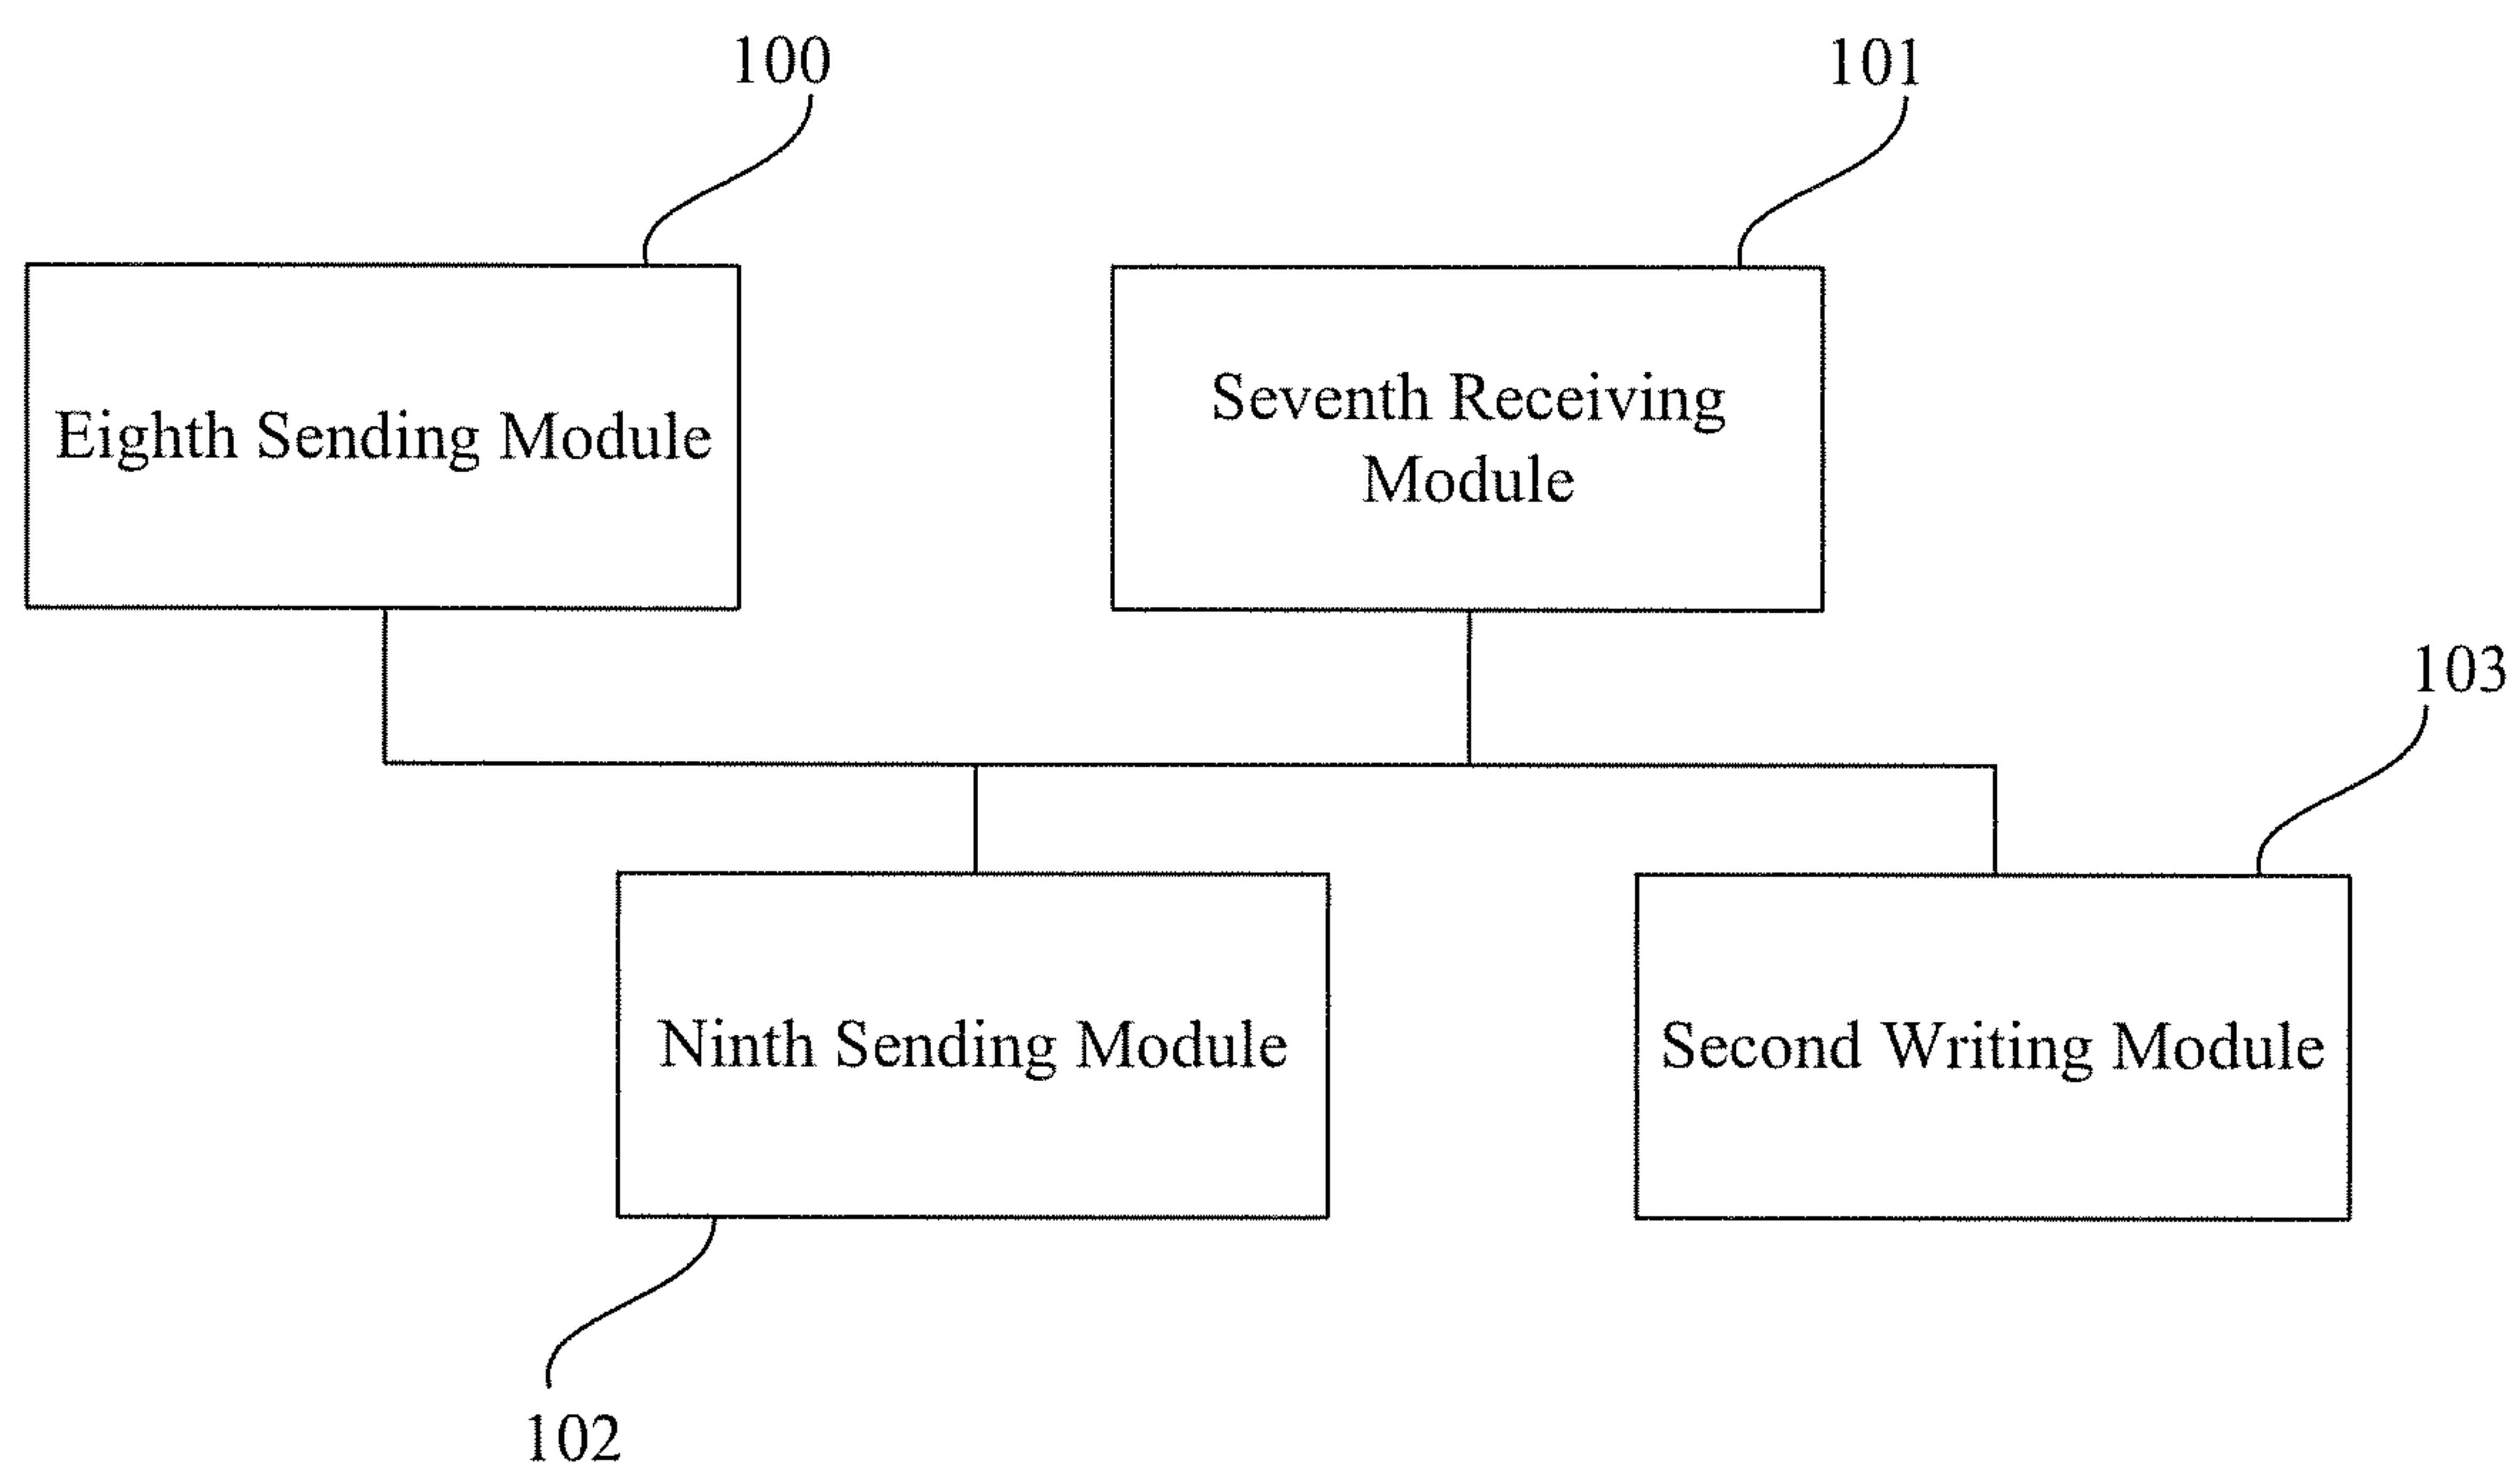 100
101
Eighth Sending Module
Seventh Receiving
Module
103
Ninth Sending Module
Second Writing Module
102